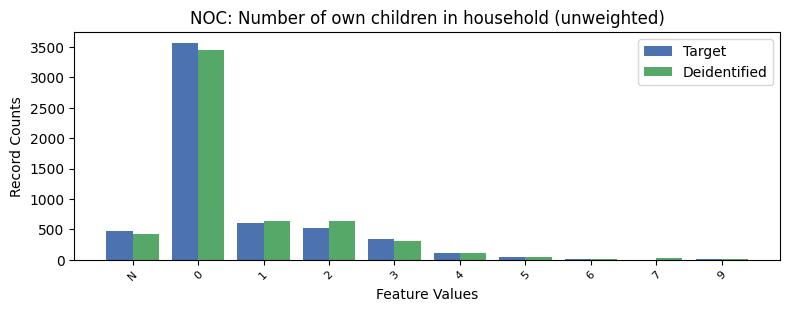 NOC: Number of own children in household (unweighted)
Target
Deidentified
Record Counts
3500
3000
2500
2000
1500
1000
500
0
N 0 1 2 3 4 5 6 7 9
Feature Values